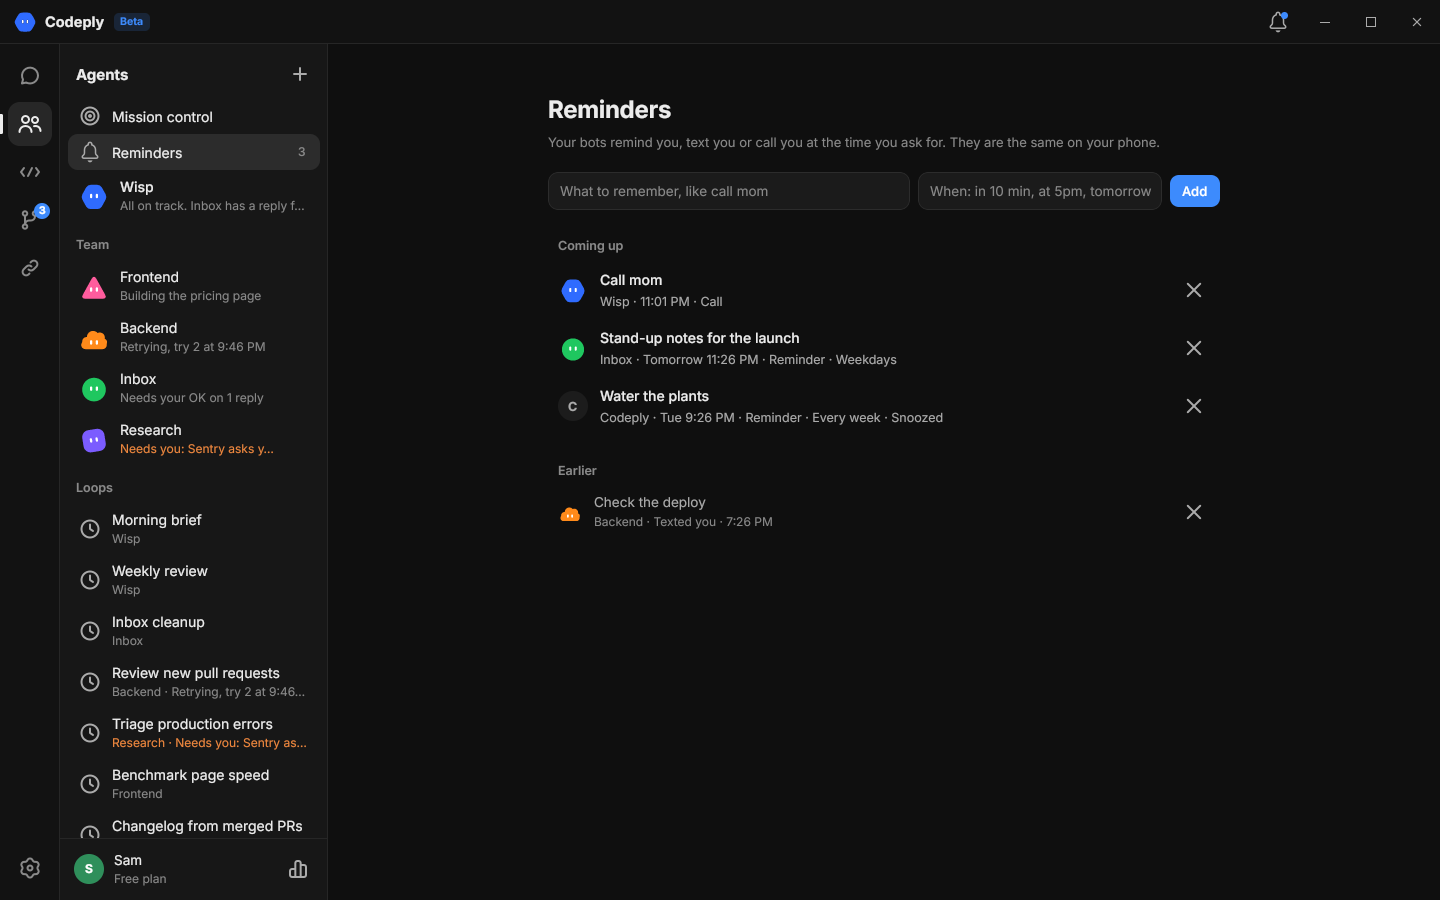 Codeply Beta
Agents
Mission control
Reminders 3
Wisp
All on track. Inbox has a reply f...
Team
Frontend
Building the pricing page
Backend
Retrying, try 2 at 9:46 PM
Inbox
Needs your OK on 1 reply
Research
Needs you: Sentry asks y...
Loops
Morning brief
Wisp
Weekly review
Wisp
Inbox cleanup
Inbox
Review new pull requests
Backend · Retrying, try 2 at 9:46...
Triage production errors
Research · Needs you: Sentry as...
Benchmark page speed
Frontend
Changelog from merged PRs
S
Sam
Free plan
3
Reminders
Your bots remind you, text you or call you at the time you ask for. They are the same on your phone.
What to remember, like call mom
When: in 10 min, at 5pm, tomorrow
Add
Coming up
Call mom
Wisp · 11:01 PM · Call
Stand-up notes for the launch
Inbox · Tomorrow 11:26 PM · Reminder · Weekdays
C
Water the plants
Codeply · Tue 9:26 PM · Reminder · Every week · Snoozed
Earlier
Check the deploy
Backend · Texted you · 7:26 PM